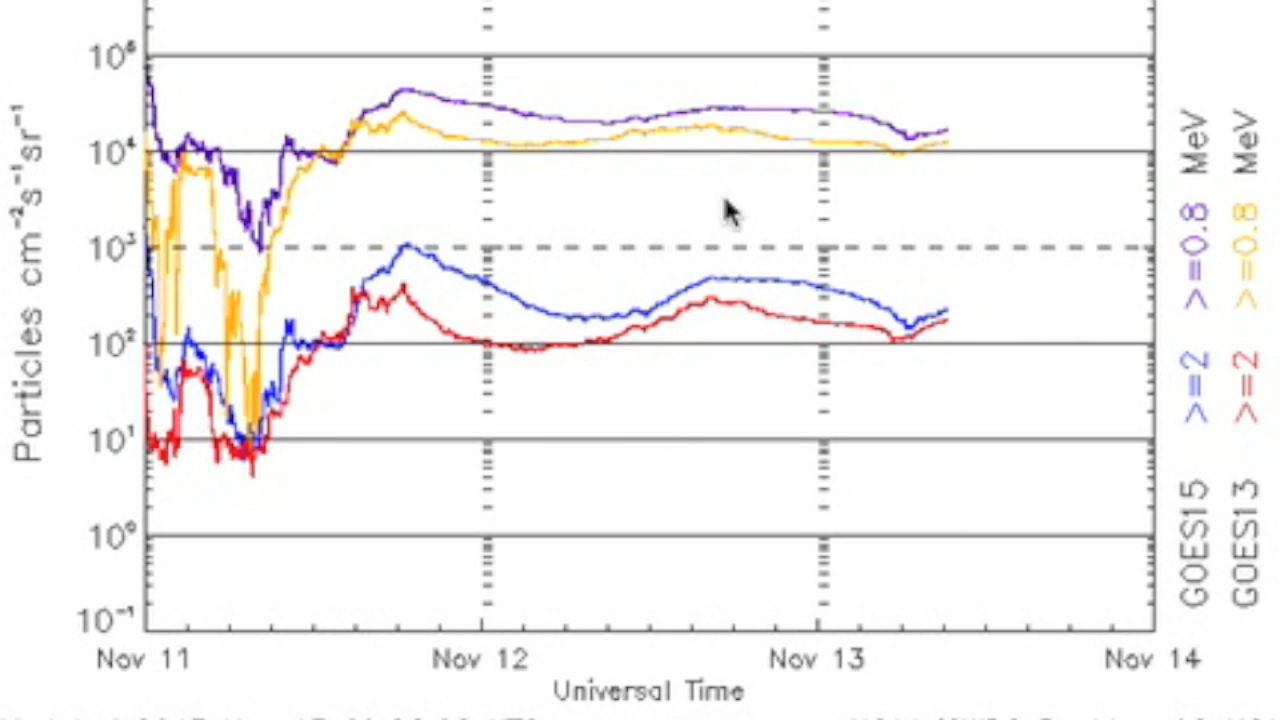 Particles cm⁻²s⁻¹sr⁻¹
10⁶
10⁴
10³
10²
10¹
10⁰
10⁻¹
Nov 11
Nov 12
Nov 13
Nov 14
Universal Time
GOES15 >=2 >=0.8 MeV
GOES13 >=2 >=0.8 MeV